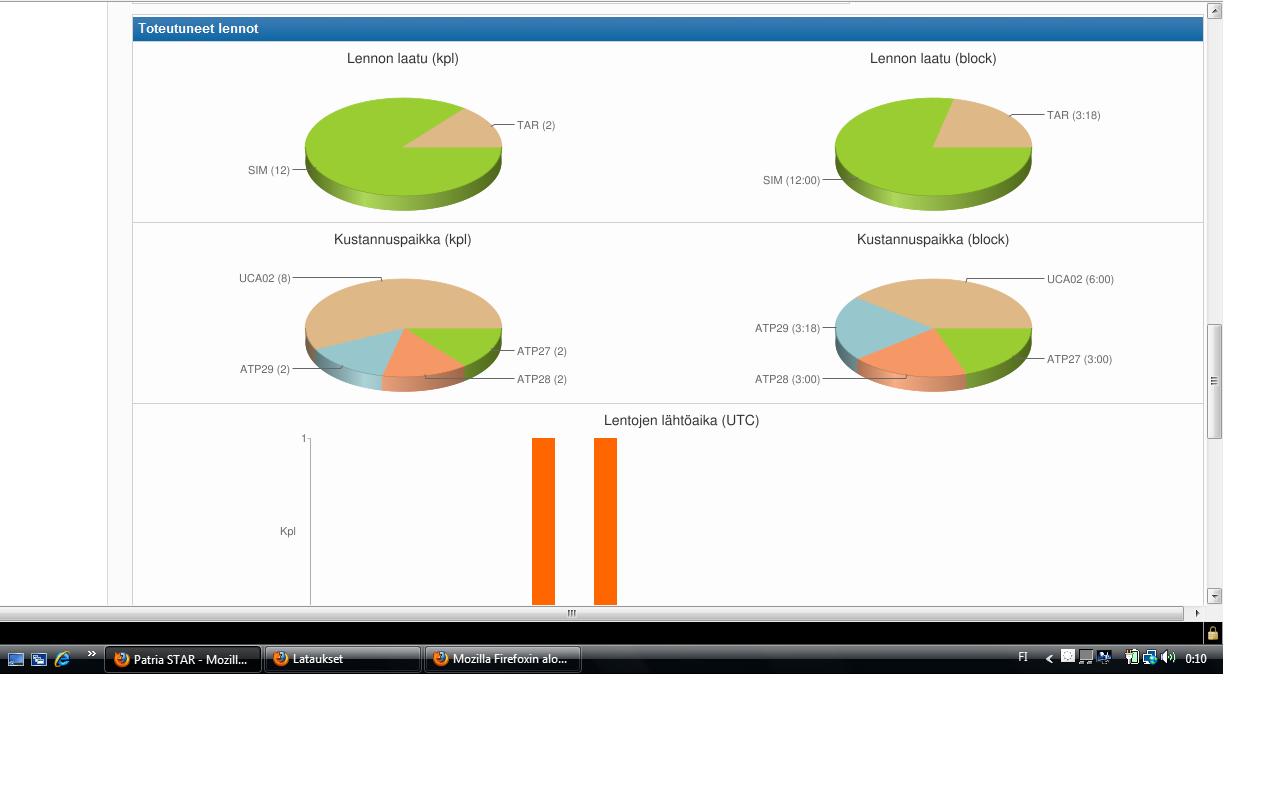 Toteutuneet lennot
Lennon laatu (kpl)
TAR (2)
SIM (12)
Lennon laatu (block)
TAR (3:18)
SIM (12:00)
Kustannuspaikka (kpl)
UCA02 (8)
ATP27 (2)
ATP29 (2)
ATP28 (2)
Kustannuspaikka (block)
UCA02 (6:00)
ATP29 (3:18)
ATP27 (3:00)
ATP28 (3:00)
Lentojen lähtöaika (UTC)
1
Kpl
» Patria STAR - Mozill... Lataukset Mozilla Firefoxin alo... FI < 0:10